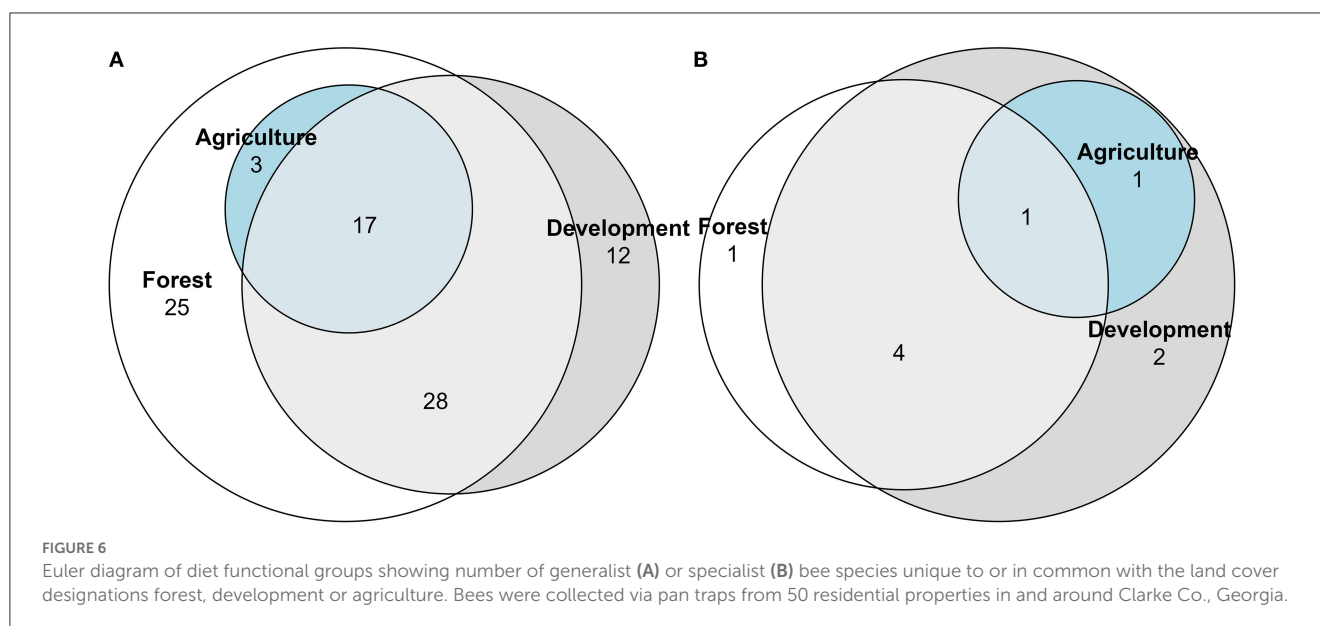 A
Agriculture
3
17
Development
12
Forest
25
28
B
Agriculture
1
1
Forest
1
Development
2
4
FIGURE 6
Euler diagram of diet functional groups showing number of generalist (A) or specialist (B) bee species unique to or in common with the land cover
designations forest, development or agriculture. Bees were collected via pan traps from 50 residential properties in and around Clarke Co., Georgia.